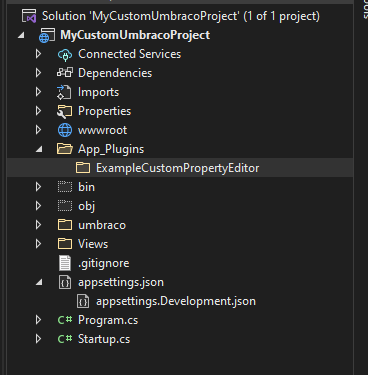 Solution 'MyCustomUmbracoProject' (1 of 1 project)
MyCustomUmbracoProject
Connected Services
Dependencies
Imports
Properties
wwwroot
App_Plugins
ExampleCustomPropertyEditor
bin
obj
umbraco
Views
.gitignore
appsettings.json
appsettings.Development.json
C# Program.cs
C# Startup.cs